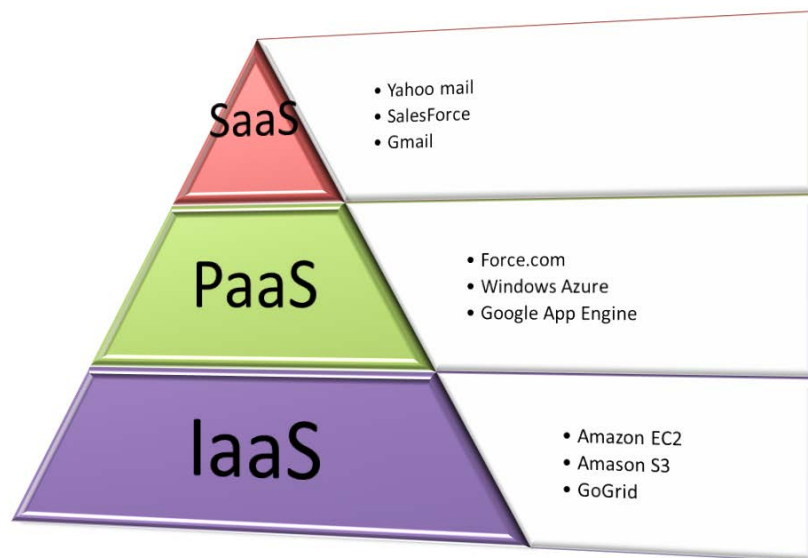 SaaS
• Yahoo mail
• SalesForce
• Gmail
PaaS
• Force.com
• Windows Azure
• Google App Engine
IaaS
• Amazon EC2
• Amason S3
• GoGrid